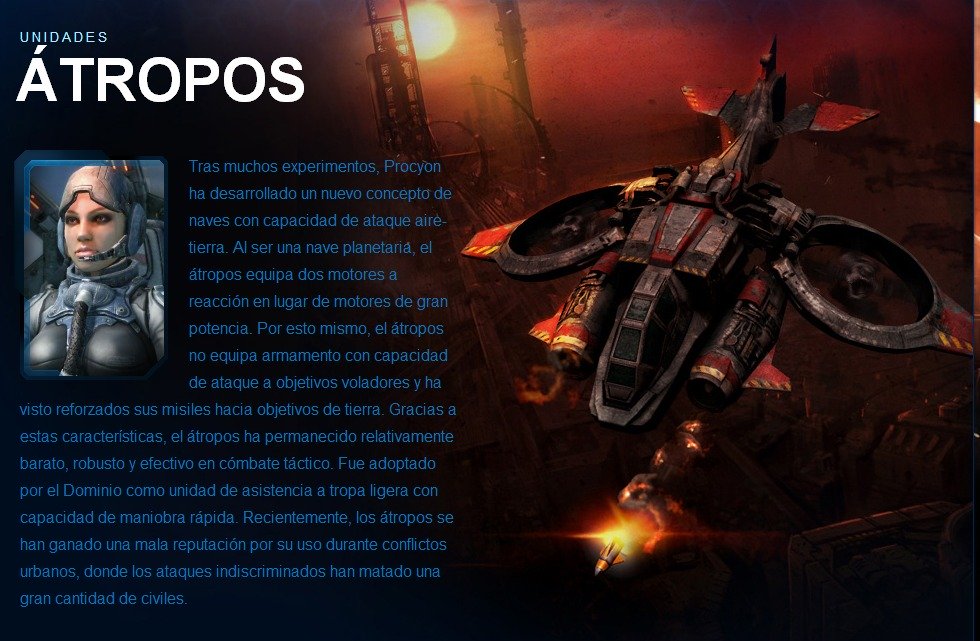 UNIDADES
ÁTROPOS
Tras muchos experimentos, Procyon
ha desarrollado un nuevo concepto de
naves con capacidad de ataque aire-
tierra. Al ser una nave planetaria, el
átropos equipa dos motores a
reacción en lugar de motores de gran
potencia. Por esto mismo, el átropos
no equipa armamento con capacidad
de ataque a objetivos voladores y ha
visto reforzados sus misiles hacia objetivos de tierra. Gracias a
estas características, el átropos ha permanecido relativamente
barato, robusto y efectivo en cómbate táctico. Fue adoptado
por el Dominio como unidad de asistencia a tropa ligera con
capacidad de maniobra rápida. Recientemente, los átropos se
han ganado una mala reputación por su uso durante conflictos
urbanos, donde los ataques indiscriminados han matado una
gran cantidad de civiles.